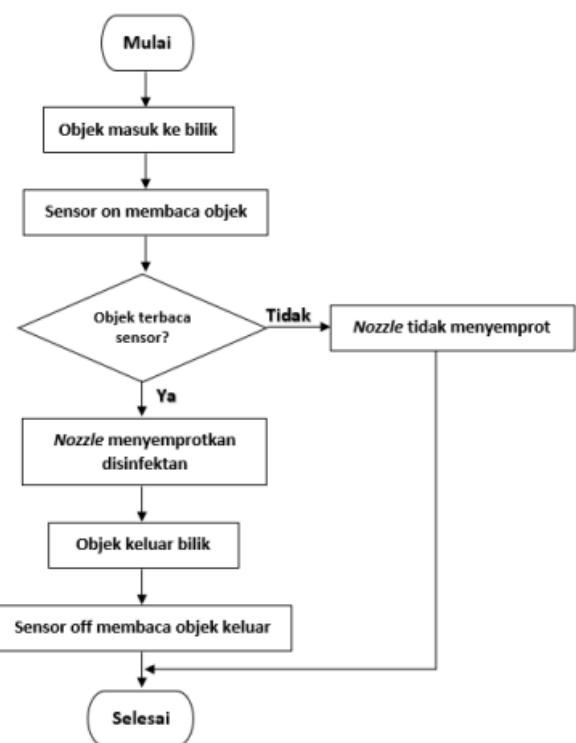 Mulai
Objek masuk ke bilik
Sensor on membaca objek
Objek terbaca
sensor?
Tidak
Nozzle tidak menyemprot
Ya
Nozzle menyemprotkan
disinfektan
Objek keluar bilik
Sensor off membaca objek keluar
Selesai